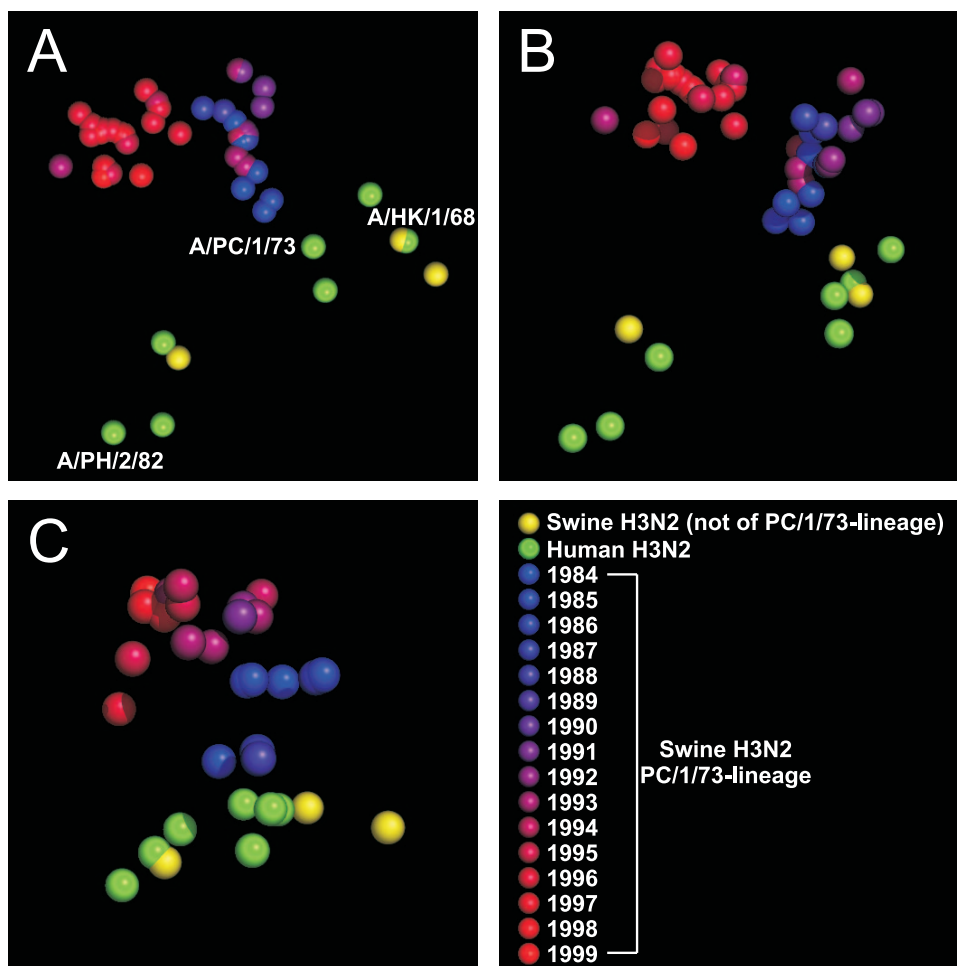 A
A/HK/1/68
A/PC/1/73
A/PH/2/82
B
C
Swine H3N2 (not of PC/1/73-lineage)
Human H3N2
1984
1985
1986
1987
1988
1989
1990
1991
1992
1993
1994
1995
1996
1997
1998
1999
Swine H3N2
PC/1/73-lineage